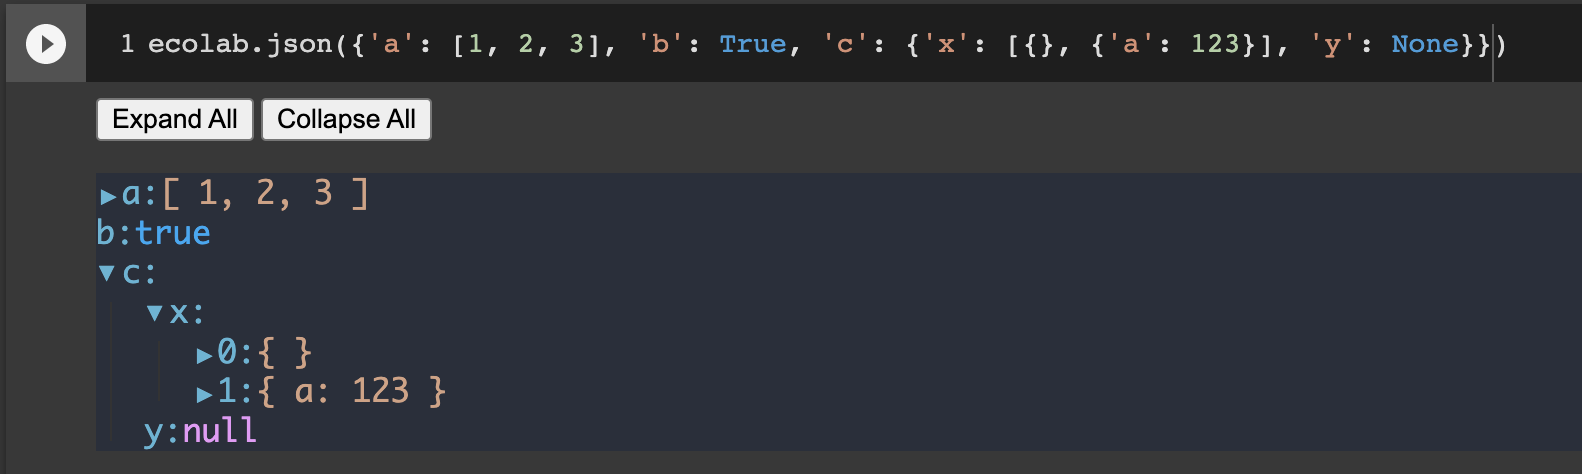 1 ecolab.json({'a': [1, 2, 3], 'b': True, 'c': {'x': [{}, {'a': 123}], 'y': None}})
Expand All Collapse All
▸a:[ 1, 2, 3 ]
b:true
▾c:
▾x:
▸0:{ }
▸1:{ a: 123 }
y:null